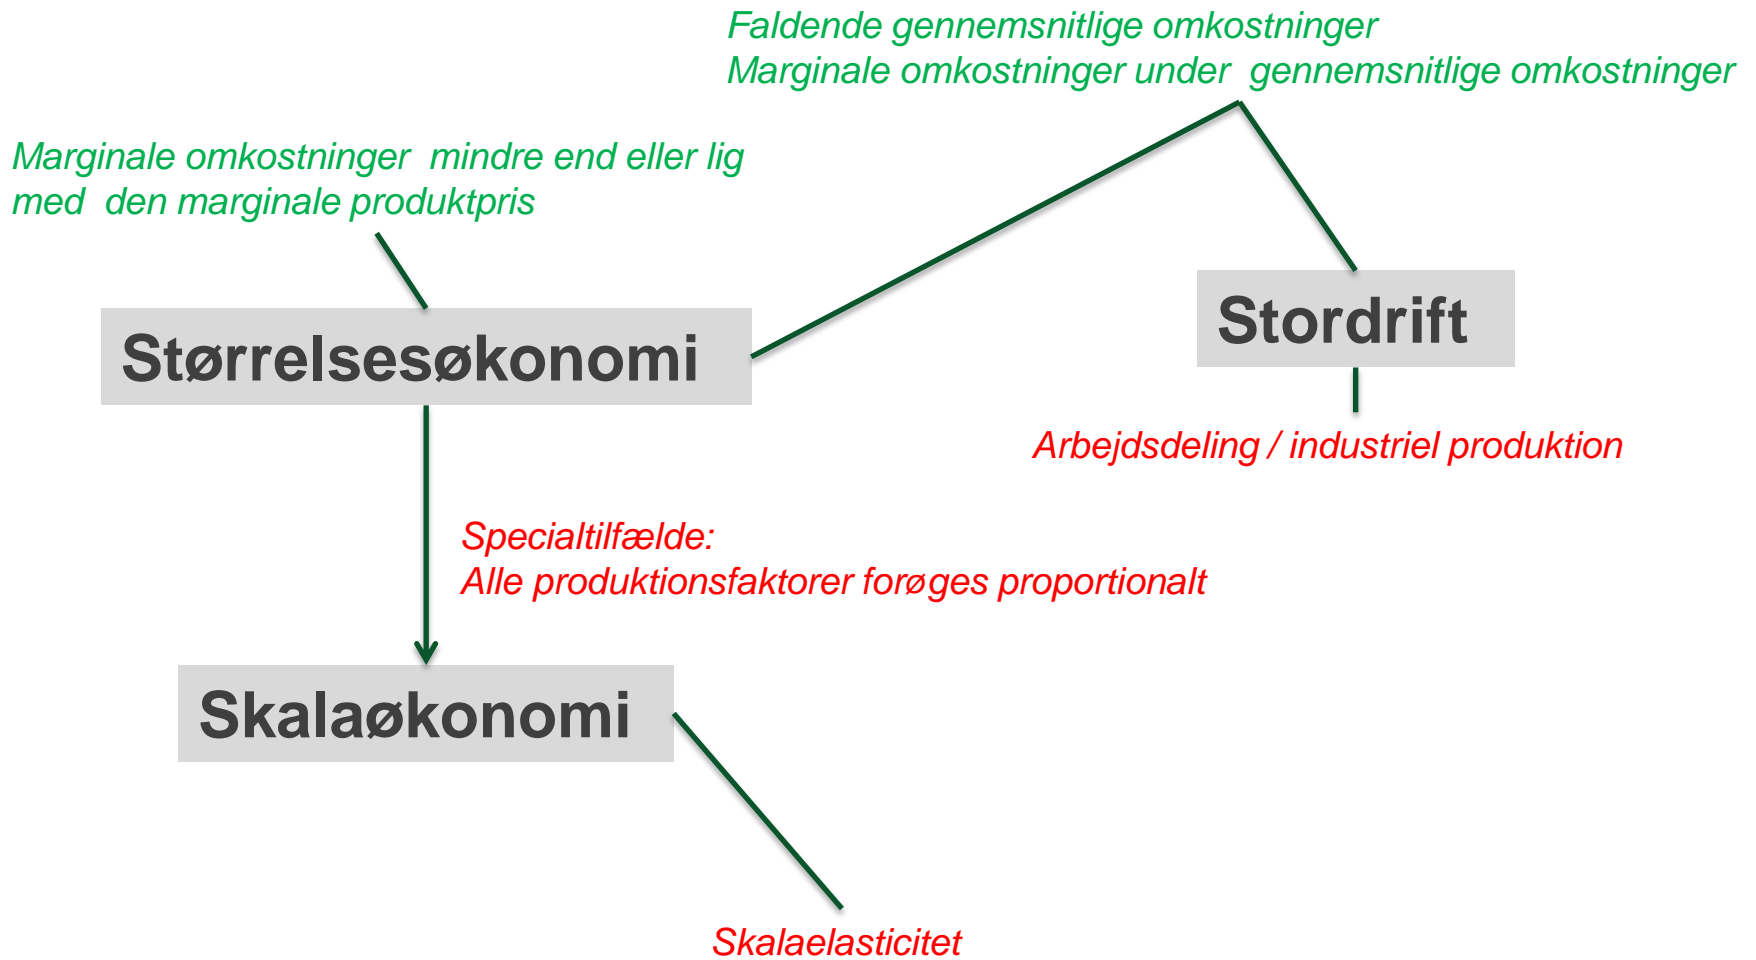 Faldende gennemsnitlige omkostninger
Marginale omkostninger under gennemsnitlige omkostninger
Marginale omkostninger mindre end eller lig
med den marginale produktpris
Størrelsesøkonomi
Stordrift
Arbejdsdeling / industriel produktion
Specialtilfælde:
Alle produktionsfaktorer forøges proportionalt
Skalaøkonomi
Skalaelasticitet